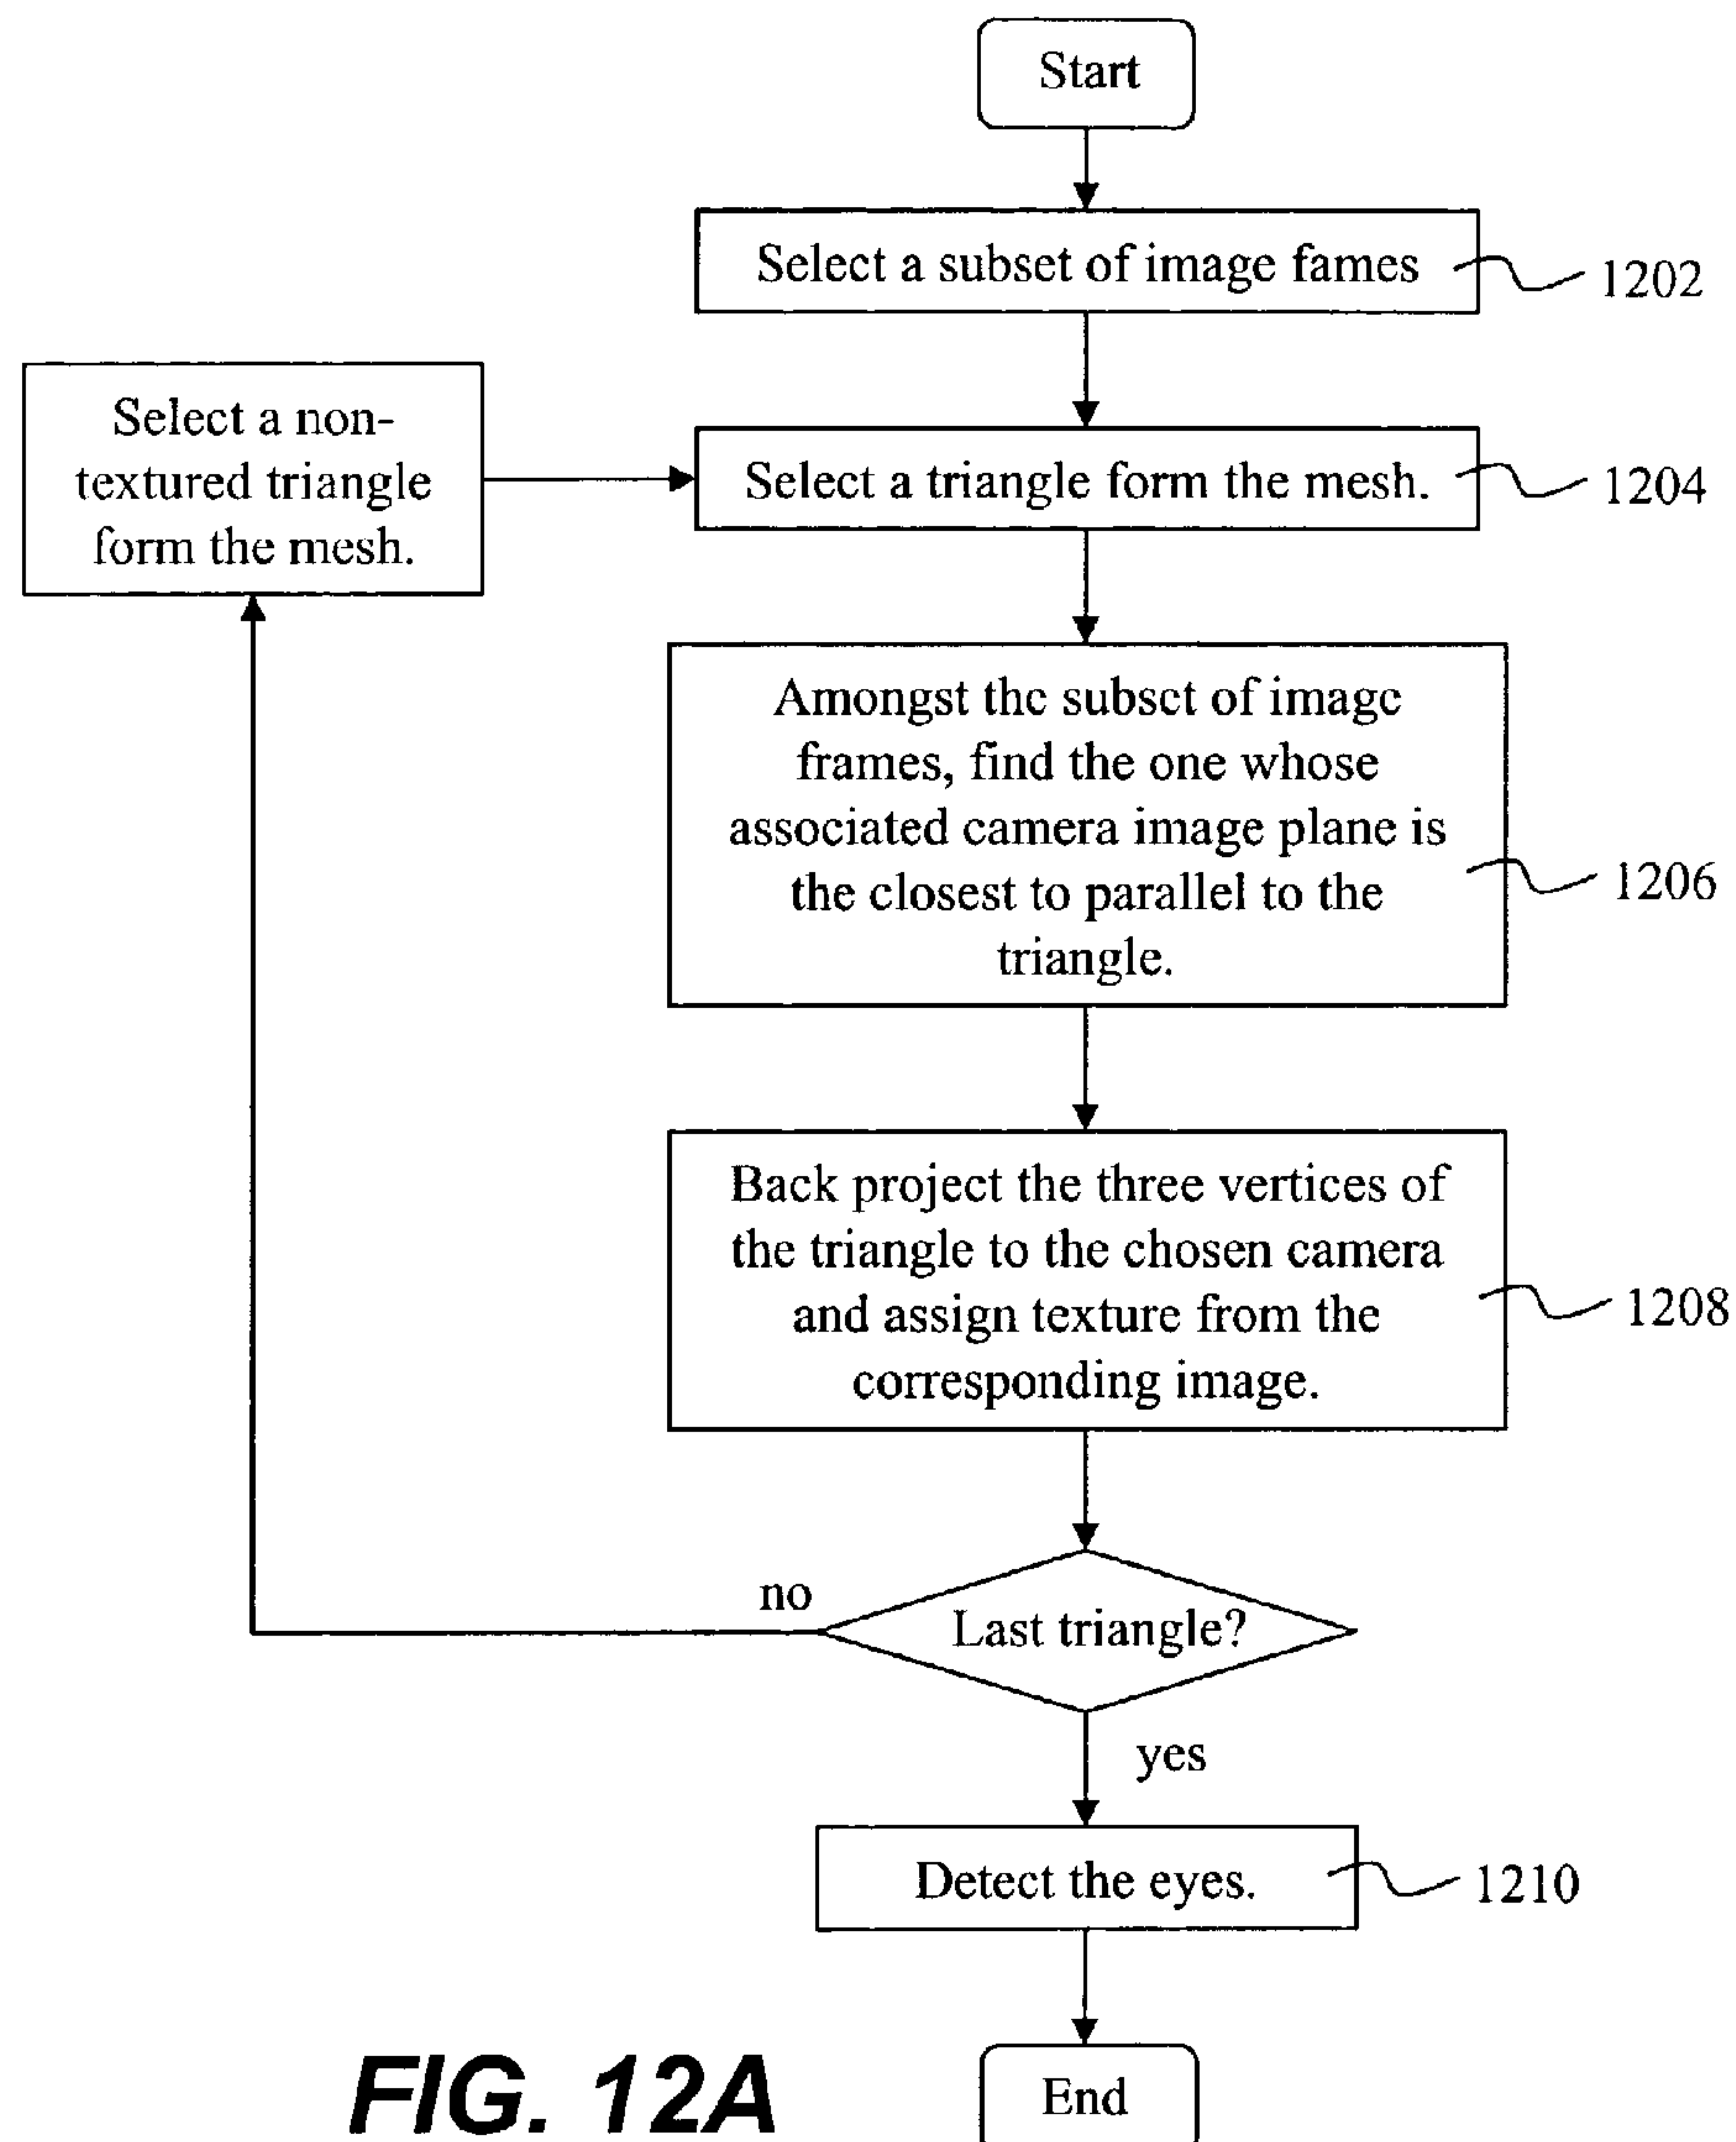 Start
Select a subset of image fames
1202
Select a non-
textured triangle
form the mesh.
Select a triangle form the mesh.
1204
Amongst the subset of image
frames, find the one whose
associated camera image plane is
the closest to parallel to the
triangle.
1206
Back project the three vertices of
the triangle to the chosen camera
and assign texture from the
corresponding image.
1208
no
Last triangle?
yes
Detect the eyes.
1210
End
FIG. 12A